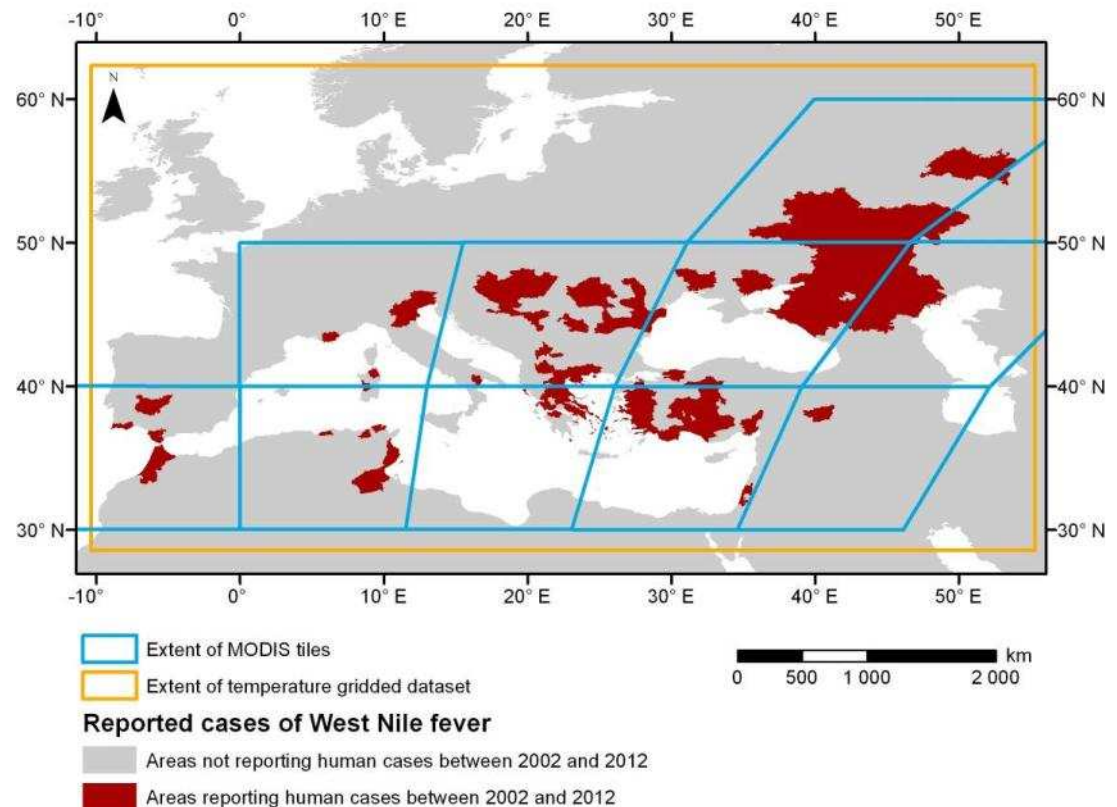 -10° 0° 10° E 20° E 30° E 40° E 50° E
N
60° N 60° N
50° N 50° N
40° N 40° N
30° N 30° N
-10° 0° 10° E 20° E 30° E 40° E 50° E
Extent of MODIS tiles
Extent of temperature gridded dataset
km
0 500 1 000 2 000
Reported cases of West Nile fever
Areas not reporting human cases between 2002 and 2012
Areas reporting human cases between 2002 and 2012